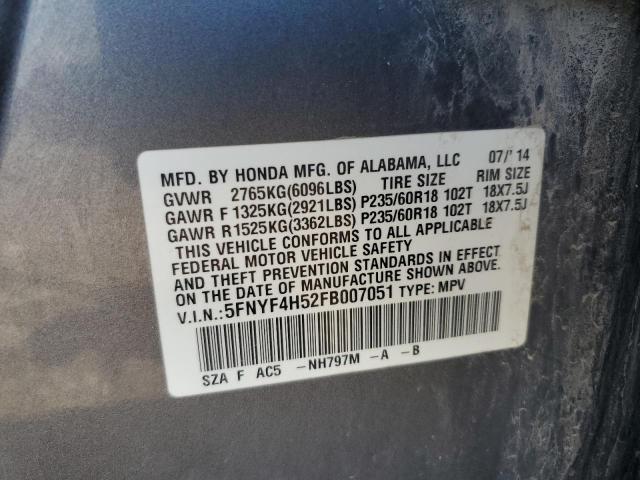 MFD. BY HONDA MFG. OF ALABAMA, LLC 07/'14
GVWR 2765KG(6096LBS) TIRE SIZE RIM SIZE
GAWR F 1325KG(2921LBS) P235/60R18 102T 18X7.5J
GAWR R 1525KG(3362LBS) P235/60R18 102T 18X7.5J
THIS VEHICLE CONFORMS TO ALL APPLICABLE
FEDERAL MOTOR VEHICLE SAFETY
AND THEFT PREVENTION STANDARDS IN EFFECT
ON THE DATE OF MANUFACTURE SHOWN ABOVE.
V.I.N.: 5FNYF4H52FB007051 TYPE: MPV
SZA F AC5 -NH797M -A -B